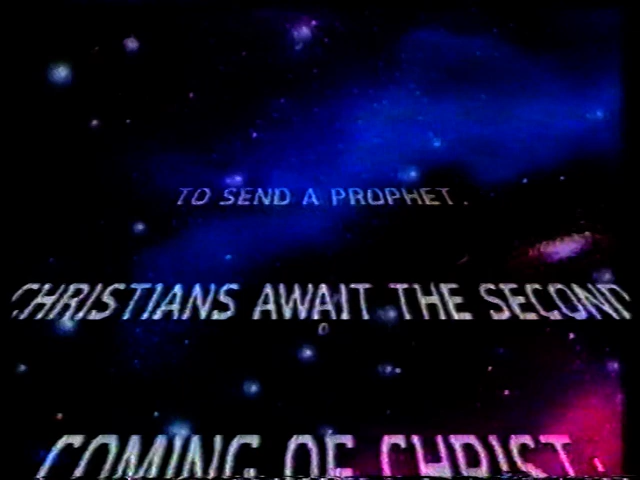 TO SEND A PROPHET.
CHRISTIANS AWAIT THE SECOND
COMING OF CHRIST.